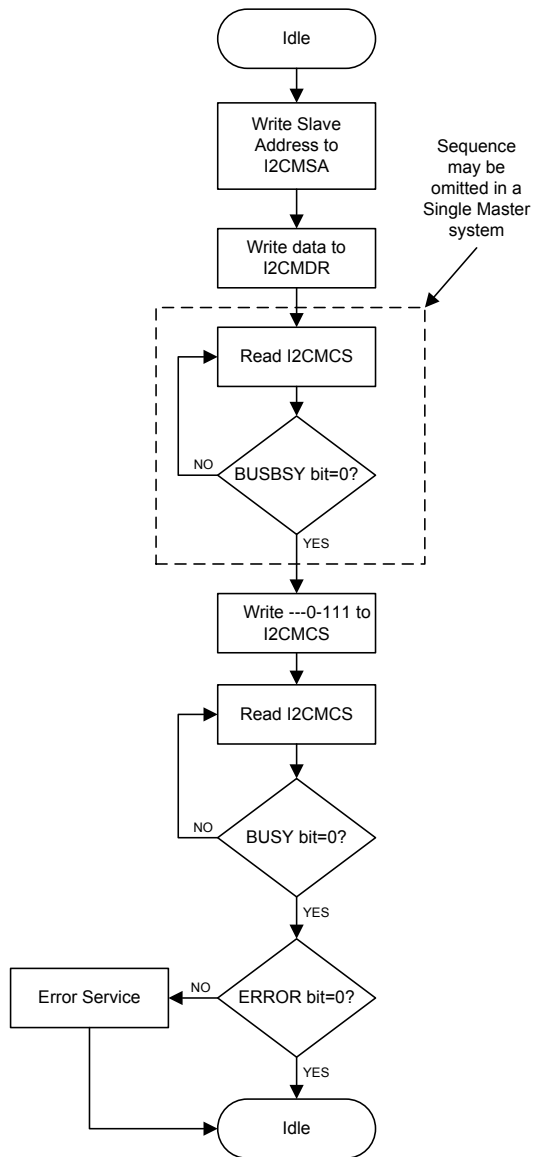 Idle
Write Slave
Address to
I2CMSA
Sequence
may be
omitted in a
Single Master
system
Write data to
I2CMDR
Read I2CMCS
NO
BUSBSY bit=0?
YES
Write ---0-111 to
I2CMCS
Read I2CMCS
NO
BUSY bit=0?
YES
Error Service
NO
ERROR bit=0?
YES
Idle